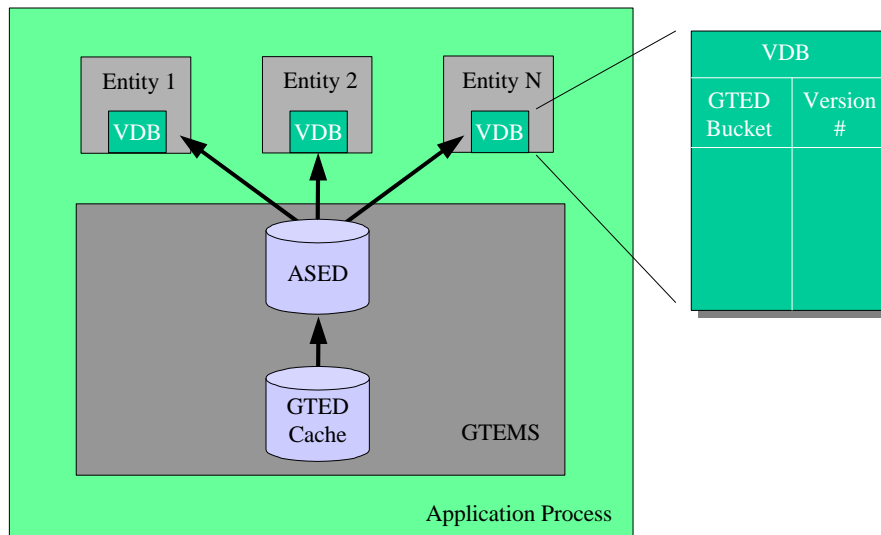 Entity 1
Entity 2
Entity N
VDB
VDB
VDB
ASED
GTED
Cache
GTEMS
Application Process
VDB
GTED
Bucket
Version
#